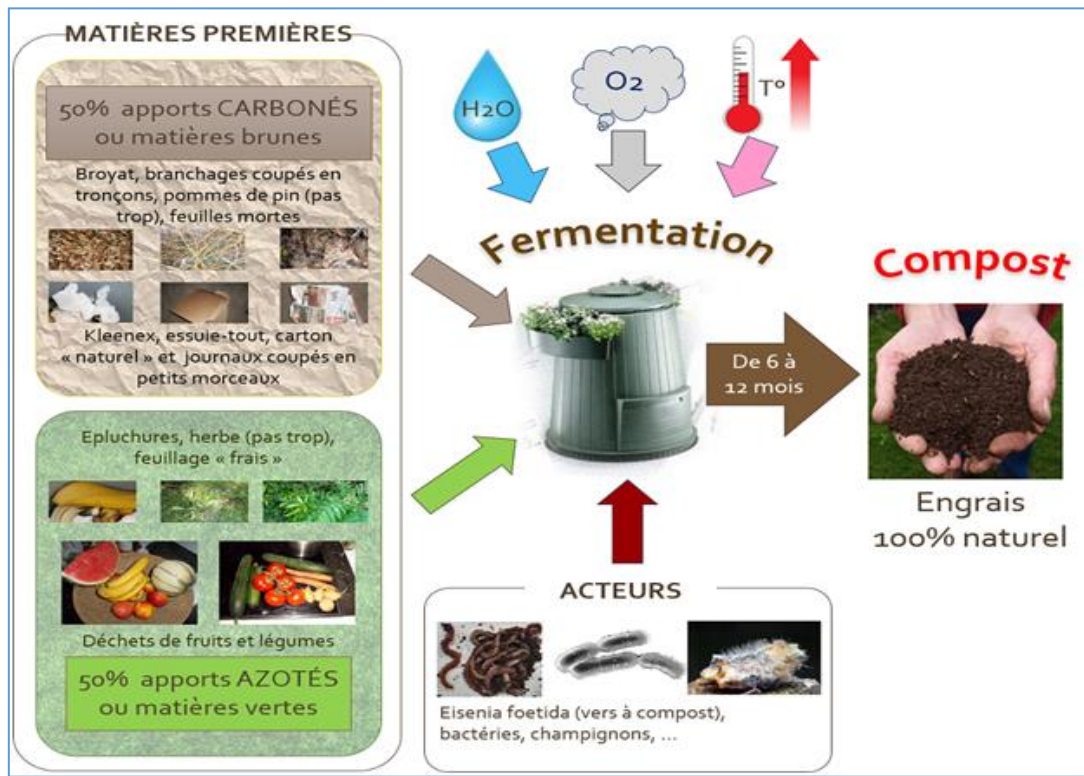 MATIÈRES PREMIÈRES
50% apports CARBONÉS
ou matières brunes
Broyat, branchages coupés en
tronçons, pommes de pin (pas
trop), feuilles mortes
Kleenex, essuie-tout, carton
« naturel » et journaux coupés en
petits morceaux
Epluchures, herbe (pas trop),
feuillage « frais »
Déchets de fruits et légumes
50% apports AZOTÉS
ou matières vertes
H2O
O2
T°
Fermentation
De 6 à
12 mois
Compost
Engrais
100% naturel
ACTEURS
Eisenia foetida (vers à compost),
bactéries, champignons, ...